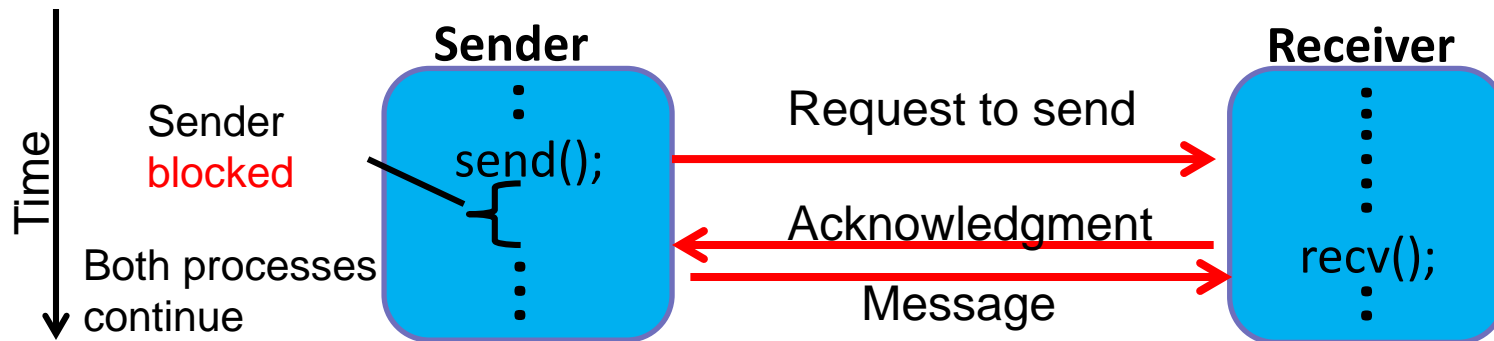 Sender
Receiver
Time
Sender
blocked
send();
Request to send
Acknowledgment
recv();
Both processes
continue
Message